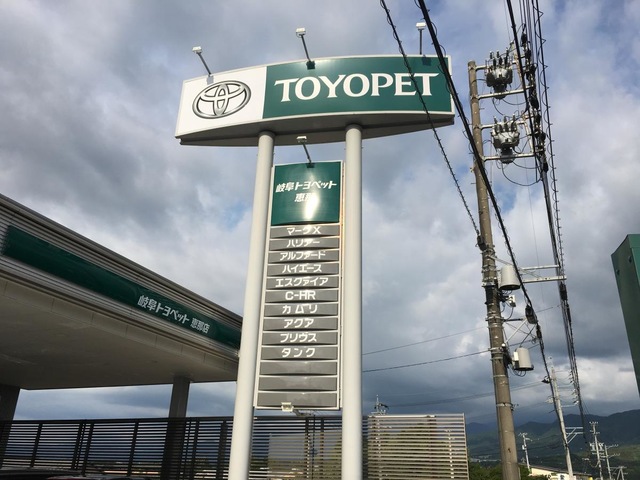 TOYOPET
岐阜トヨペット
恵那
マークX
ハリアー
アルファード
ハイエース
エスクァイア
C-HR
カムリ
アクア
プリウス
タンク
岐阜トヨペット 恵那店